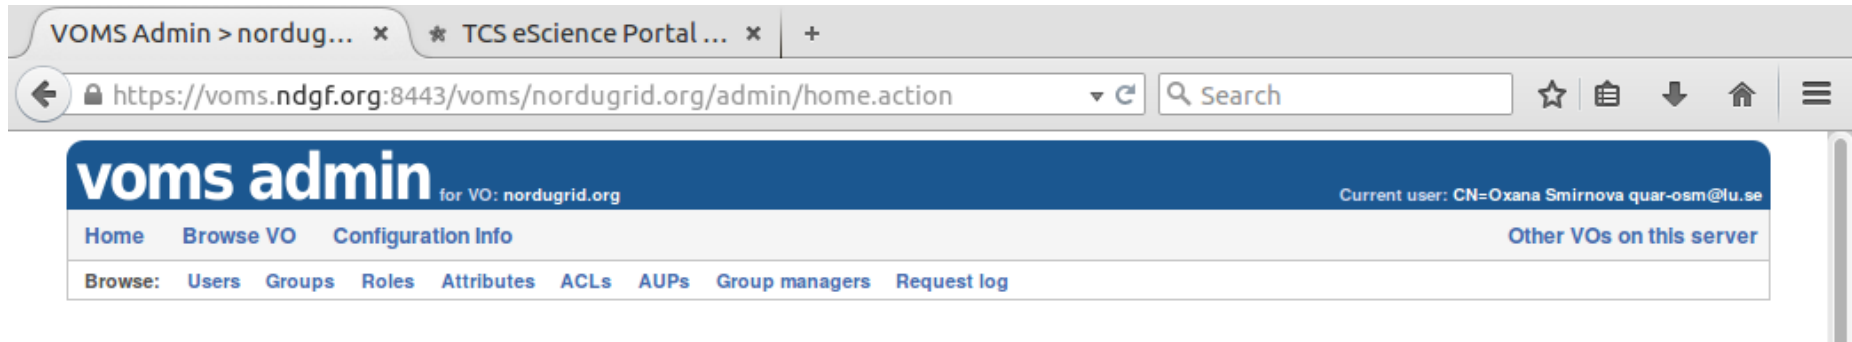 VOMS Admin > nordug... × TCS eScience Portal ... × +
https://voms.ndgf.org:8443/voms/nordugrid.org/admin/home.action Search
voms admin for VO: nordugrid.org Current user: CN=Oxana Smirnova quar-osm@lu.se
Home Browse VO Configuration Info Other VOs on this server
Browse: Users Groups Roles Attributes ACLs AUPs Group managers Request log